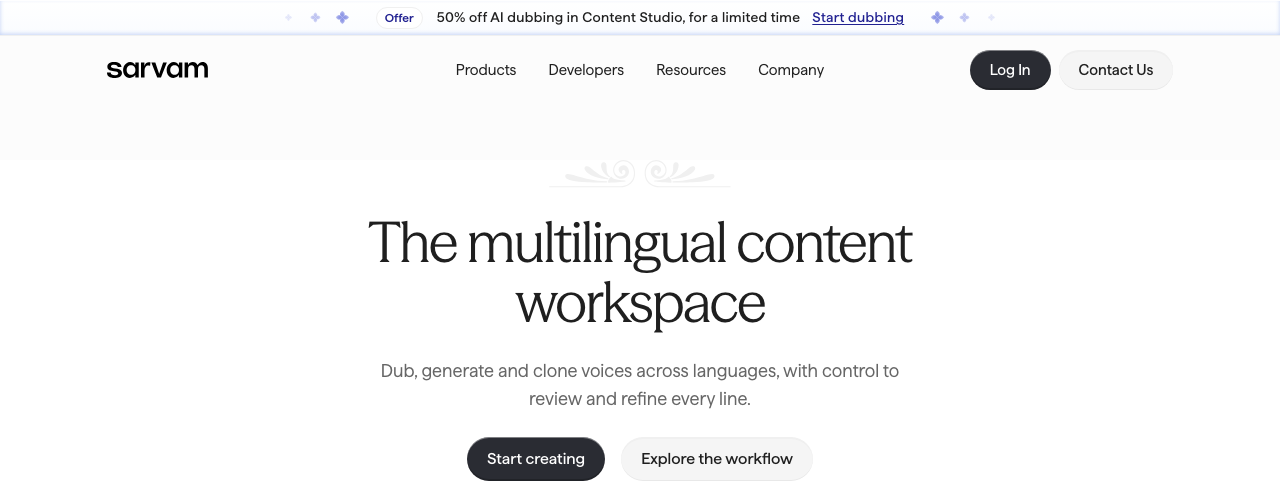 Offer 50% off AI dubbing in Content Studio, for a limited time Start dubbing
sarvam Products Developers Resources Company Log In Contact Us
The multilingual content
workspace
Dub, generate and clone voices across languages, with control to
review and refine every line.
Start creating Explore the workflow